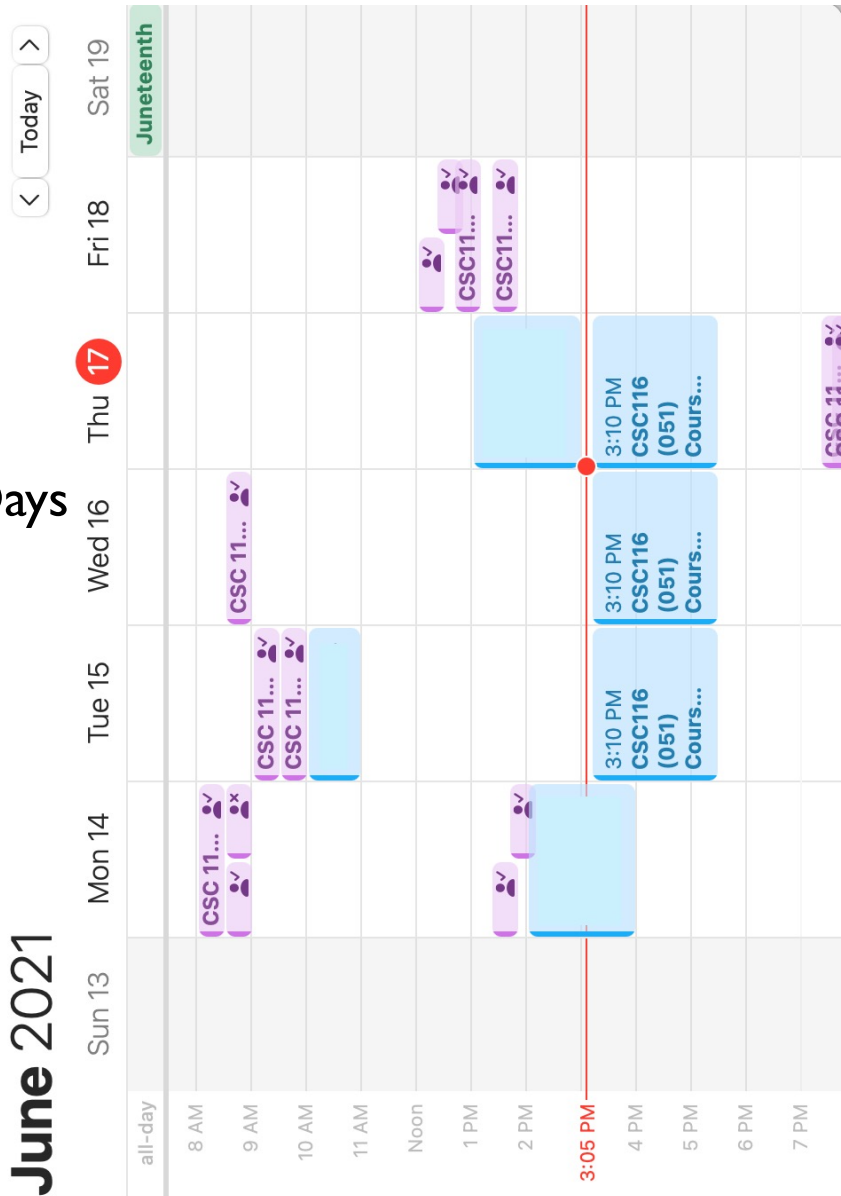 June 2021
< Today >
Sun 13
Mon 14
Tue 15
Wed 16
Thu 17
Fri 18
Sat 19
ays
all-day
Juneteenth
8 AM
9 AM
10 AM
11 AM
Noon
1 PM
2 PM
3:05 PM
4 PM
5 PM
6 PM
7 PM
CSC 11...
CSC 11...
CSC 11...
3:10 PM
CSC116
(051)
Cours...
CSC 11...
3:10 PM
CSC116
(051)
Cours...
3:10 PM
CSC116
(051)
Cours...
CSC 11...
CSC11...
CSC11...